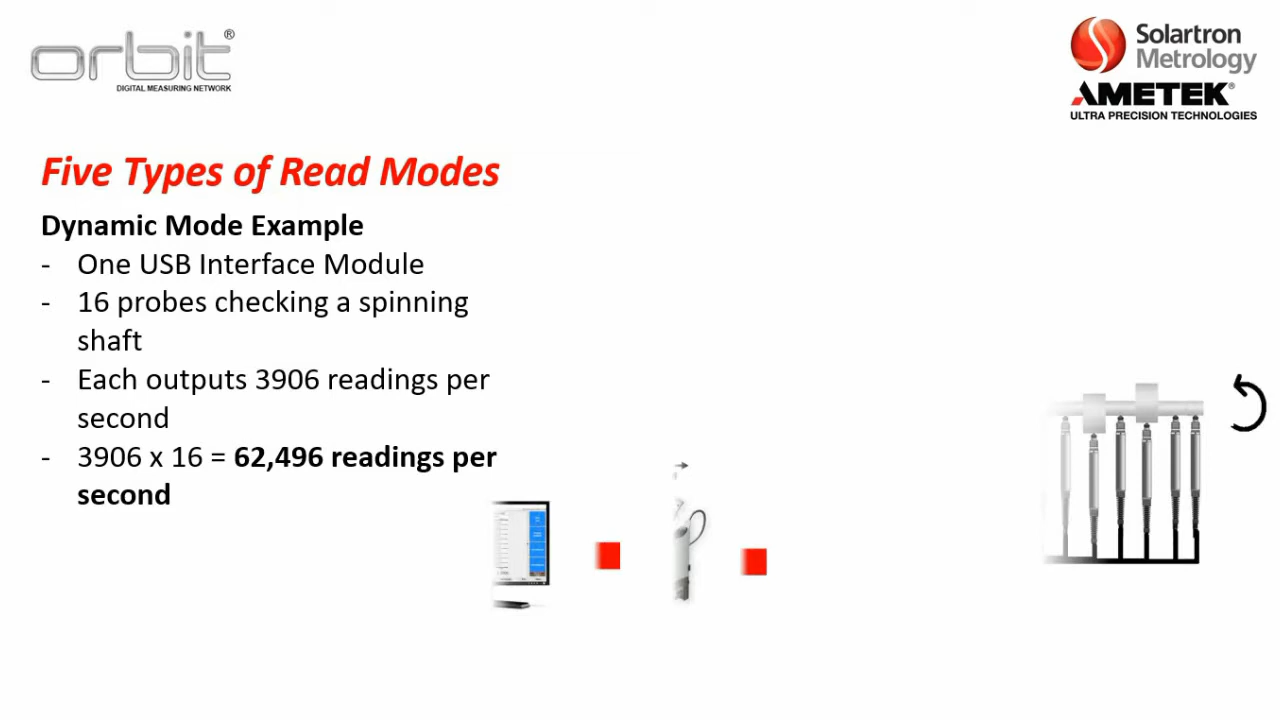 orbit®
DIGITAL MEASURING NETWORK
Solartron
Metrology
AMETEK®
ULTRA PRECISION TECHNOLOGIES
Five Types of Read Modes
Dynamic Mode Example
- One USB Interface Module
- 16 probes checking a spinning
shaft
- Each outputs 3906 readings per
second
- 3906 x 16 = 62,496 readings per
second